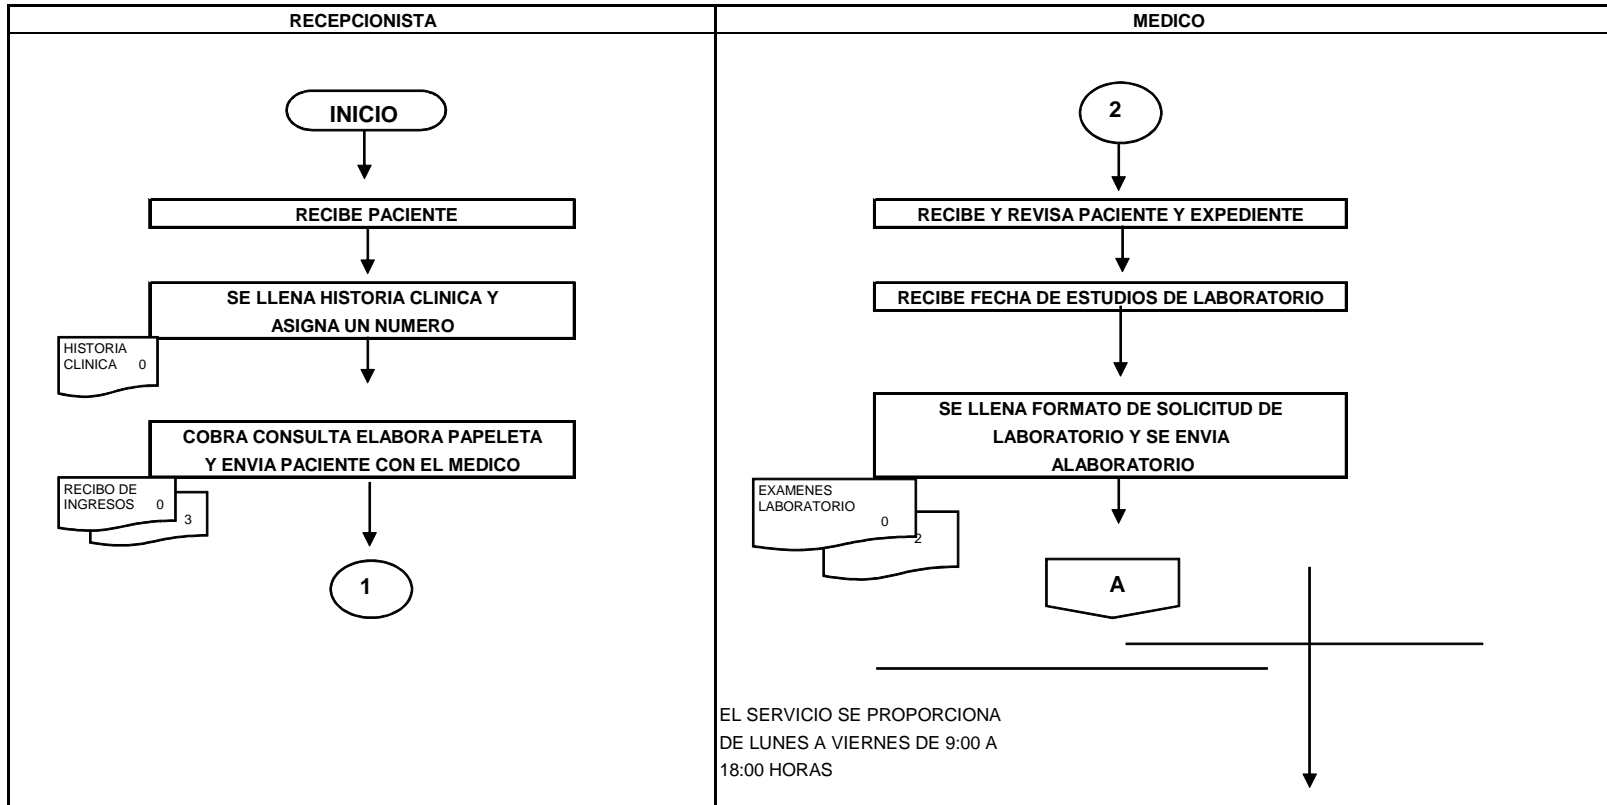 RECEPCIONISTA
MEDICO
INICIO
RECIBE PACIENTE
SE LLENA HISTORIA CLINICA Y
ASIGNA UN NUMERO
HISTORIA
CLINICA 0
COBRA CONSULTA ELABORA PAPELETA
Y ENVIA PACIENTE CON EL MEDICO
RECIBO DE
INGRESOS 0
3
1
2
RECIBE Y REVISA PACIENTE Y EXPEDIENTE
RECIBE FECHA DE ESTUDIOS DE LABORATORIO
SE LLENA FORMATO DE SOLICITUD DE
LABORATORIO Y SE ENVIA
ALABORATORIO
EXAMENES
LABORATORIO
0
2
A
EL SERVICIO SE PROPORCIONA
DE LUNES A VIERNES DE 9:00 A
18:00 HORAS